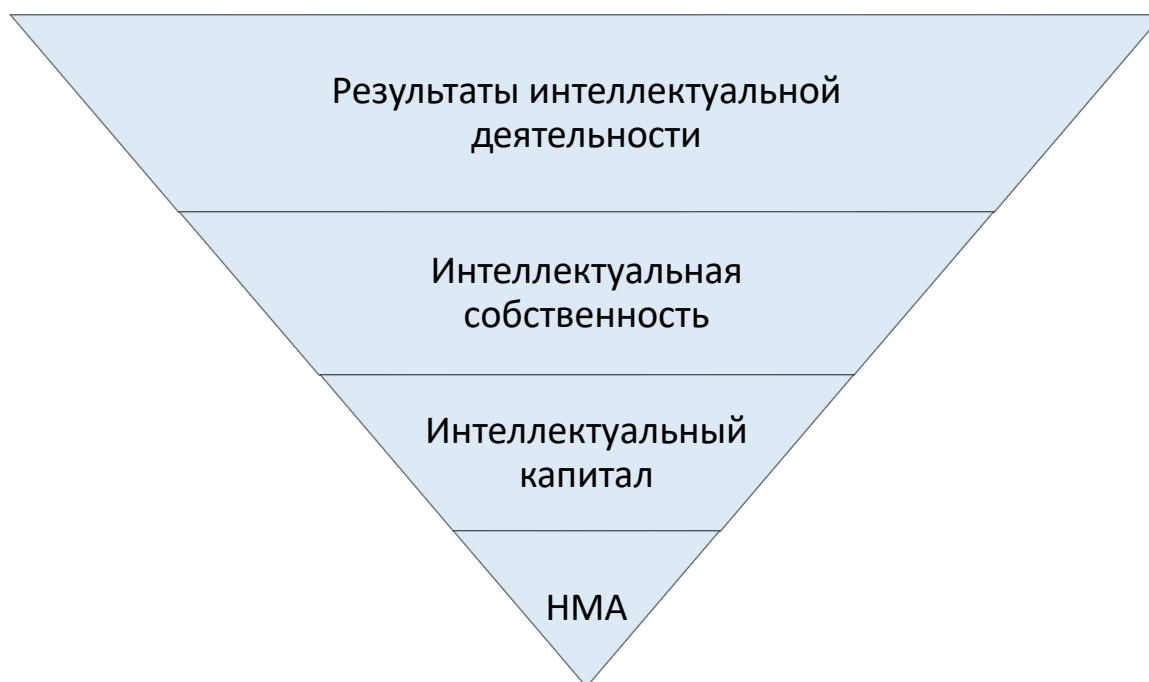 Результаты интеллектуальной
деятельности
Интеллектуальная
собственность
Интеллектуальный
капитал
НМА